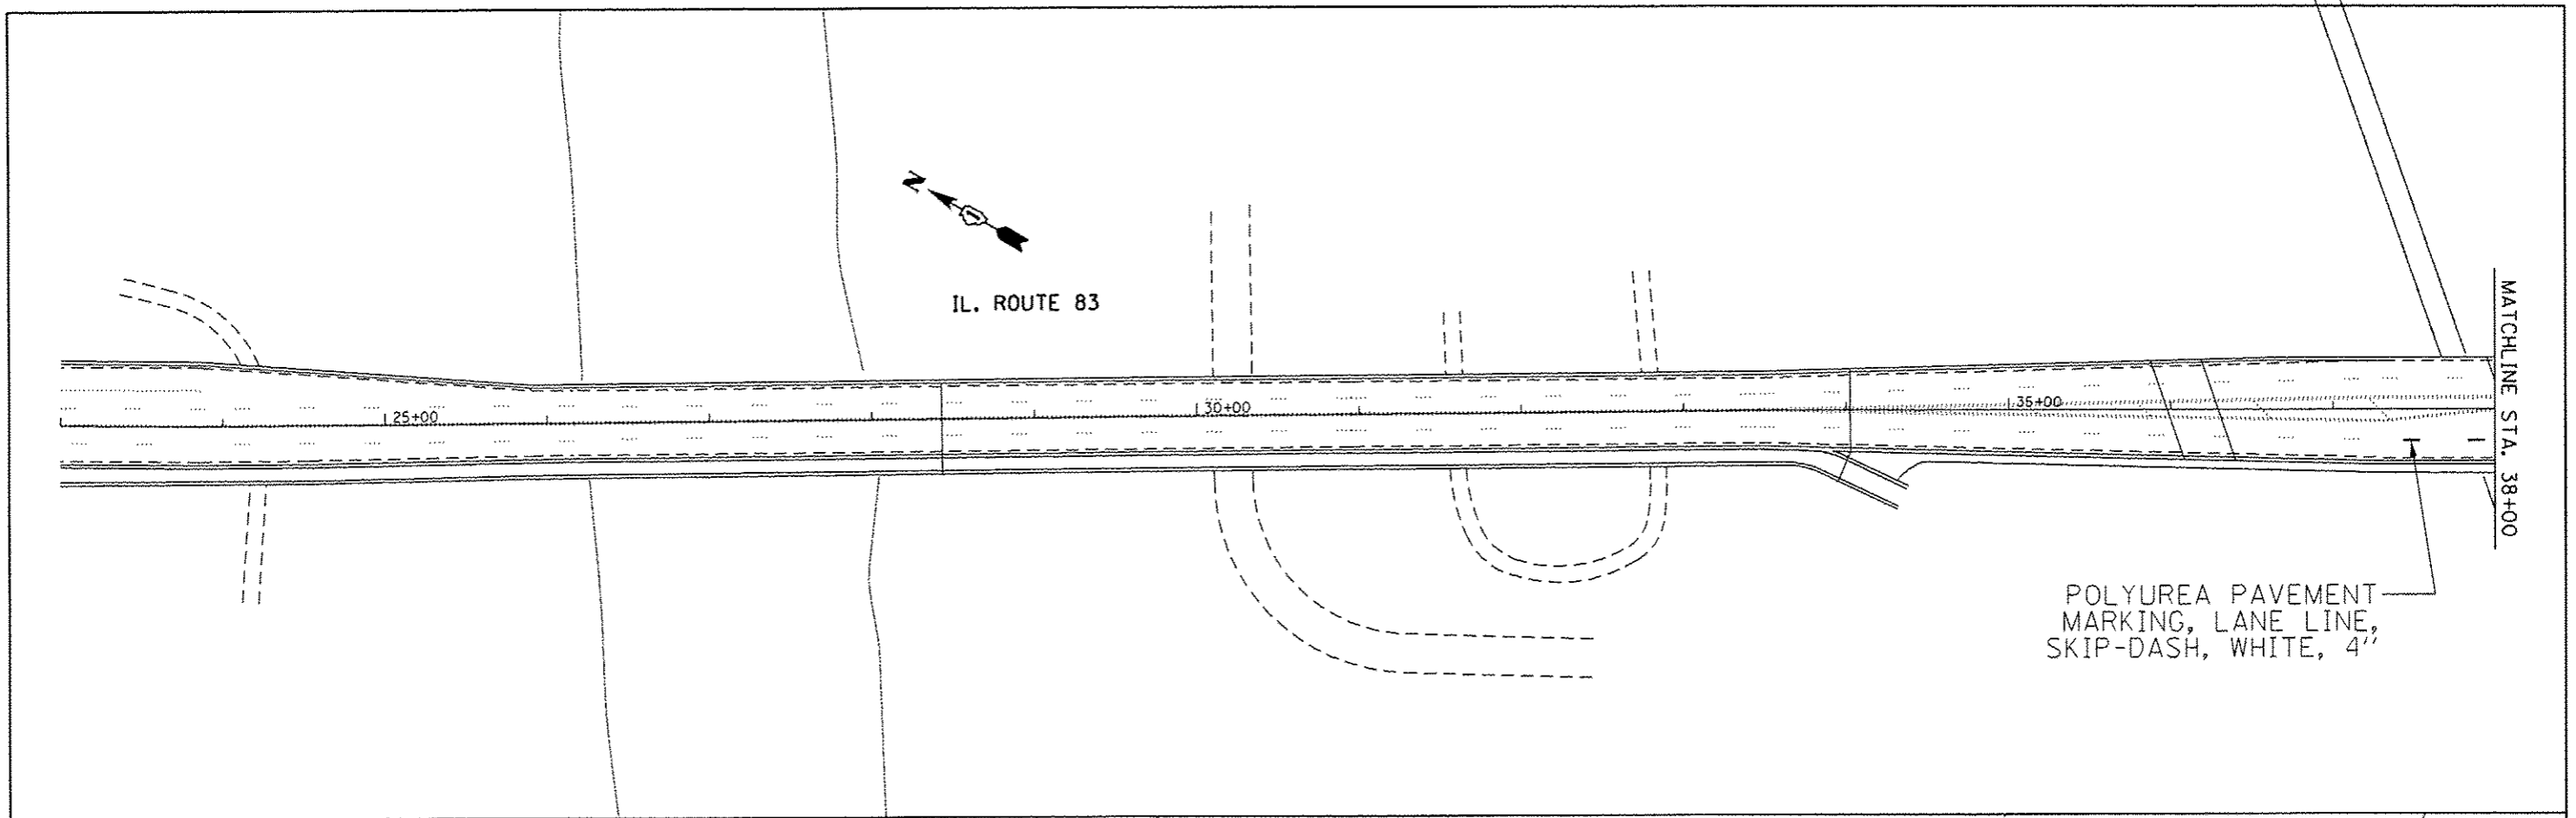 N
IL. ROUTE 83
25+00
30+00
35+00
MATCHLINE STA. 38+00
POLYUREA PAVEMENT
MARKING, LANE LINE,
SKIP-DASH, WHITE, 4"